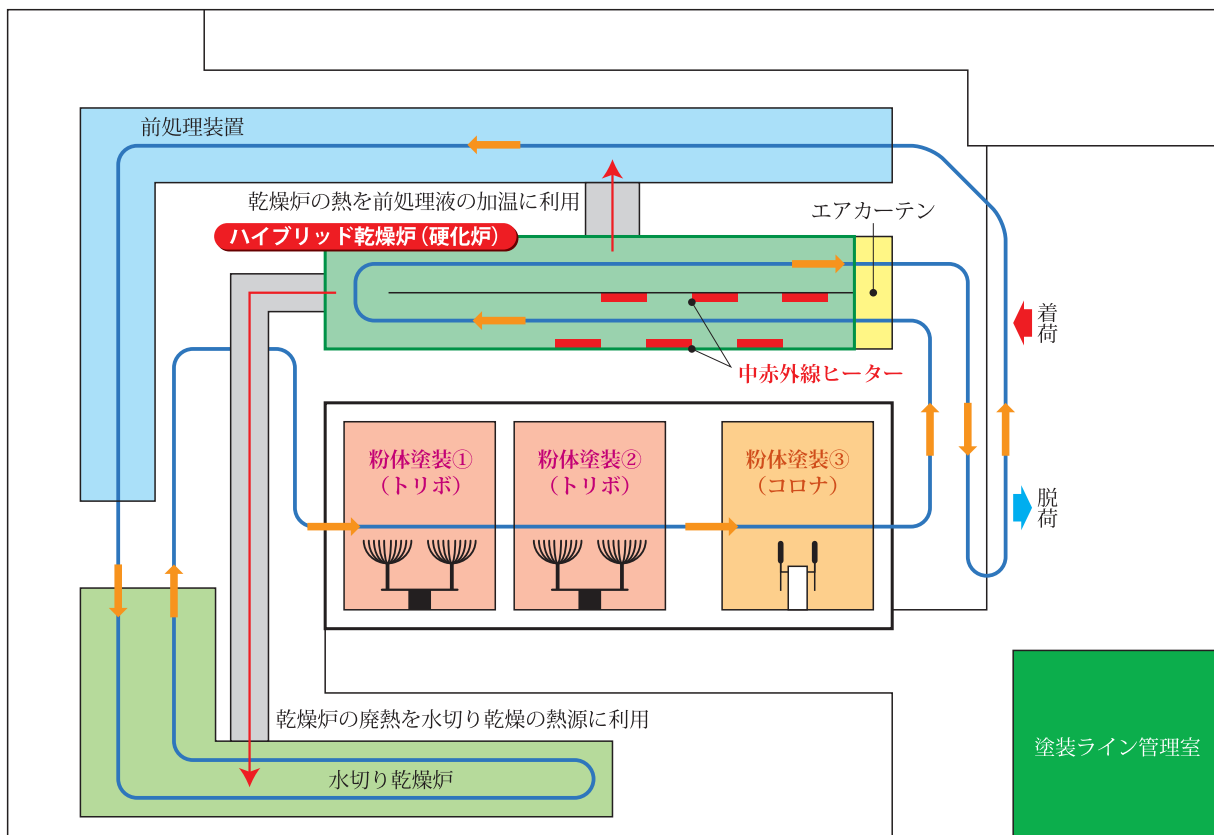 前処理装置
乾燥炉の熱を前処理液の加温に利用
エアカーテン
ハイブリッド乾燥炉(硬化炉)
着荷
中赤外線ヒーター
粉体塗装①
(トリボ)
粉体塗装②
(トリボ)
粉体塗装③
(コロナ)
脱荷
乾燥炉の廃熱を水切り乾燥の熱源に利用
水切り乾燥炉
塗装ライン管理室